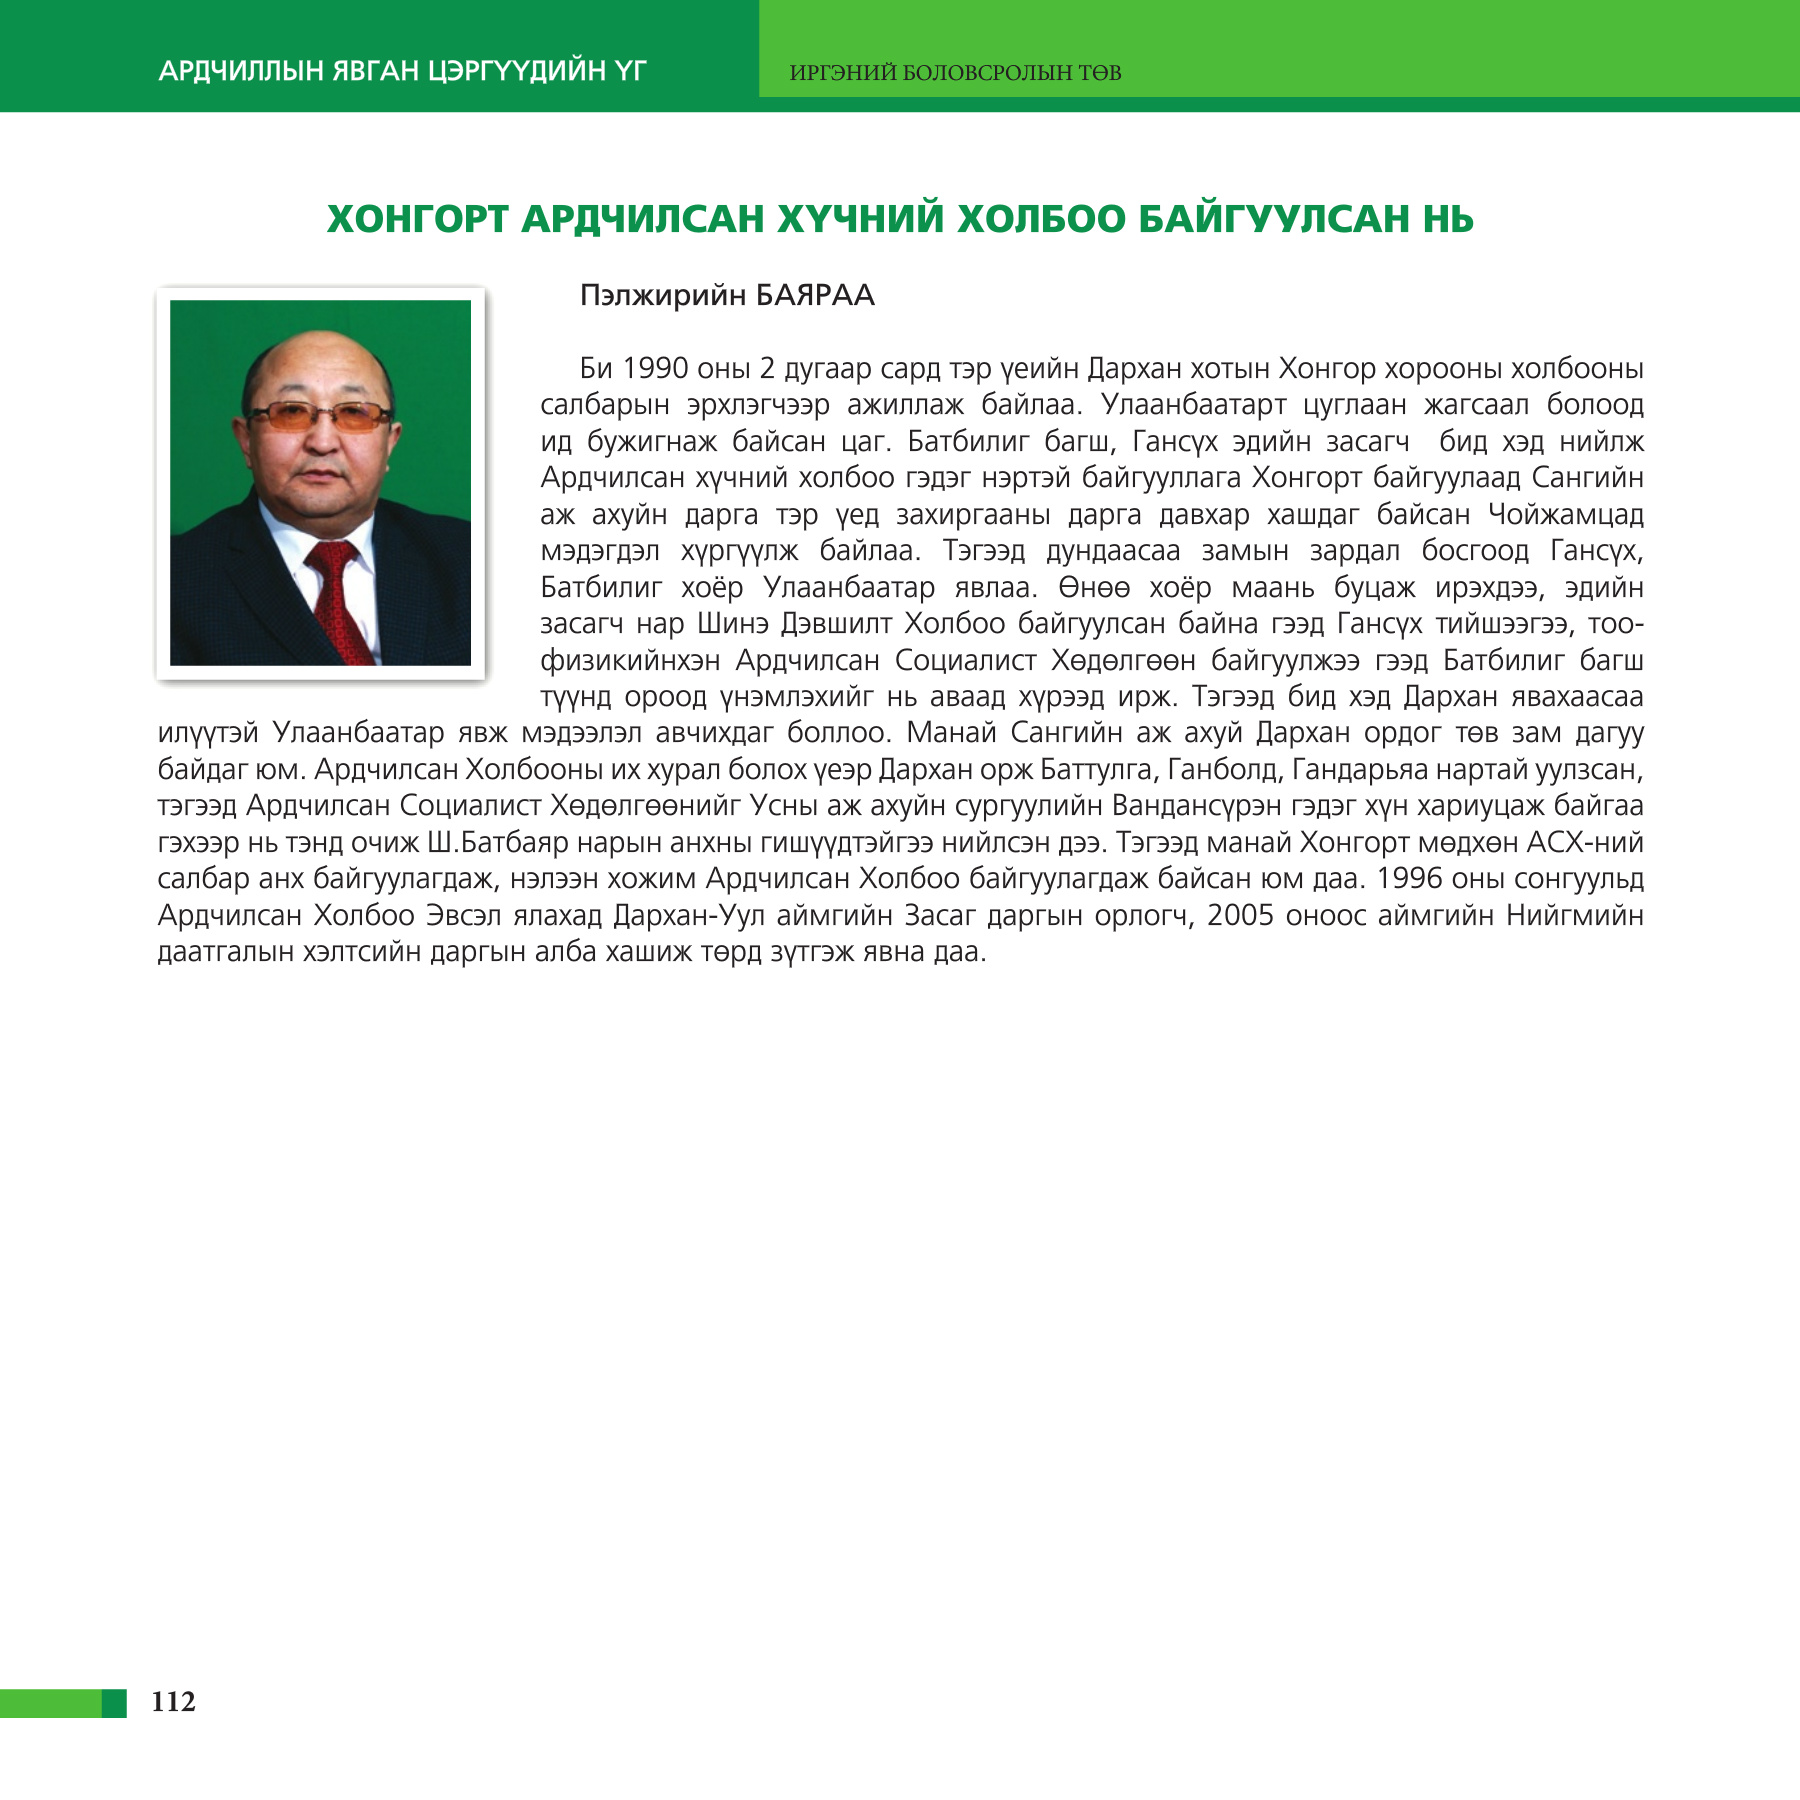 АРДЧИЛЛЫН ЯВГАН ЦЭРГҮҮДИЙН ҮГ
ИРГЭНИЙ БОЛОВСРОЛЫН ТӨВ
ХОНГОРТ АРДЧИЛСАН ХҮЧНИЙ ХОЛБОО БАЙГУУЛСАН НЬ
Пэлжирийн БАЯРАА
Би 1990 оны 2 дугаар сард тэр үеийн Дархан хотын Хонгор хорооны холбооны
салбарын эрхлэгчээр ажиллаж байлаа. Улаанбаатарт цуглаан жагсаал болоод
ид бужигнаж байсан цаг. Батбилиг багш, Гансүх эдийн засагч бид хэд нийлж
Ардчилсан хүчний холбоо гэдэг нэртэй байгууллага Хонгорт байгуулаад Сангийн
аж ахуйн дарга тэр үед захиргааны дарга давхар хашдаг байсан Чойжамцад
мэдэгдэл хүргүүлж байлаа. Тэгээд дундаасаа замын зардал босгоод Гансүх,
Батбилиг хоёр Улаанбаатар явлаа. Өнөө хоёр маань буцаж ирэхдээ, эдийн
засагч нар Шинэ Дэвшилт Холбоо байгуулсан байна гээд Гансүх тийшээгээ, тоо-
физикийнхэн Ардчилсан Социалист Хөдөлгөөн байгуулжээ гээд Батбилиг багш
түүнд ороод үнэмлэхийг нь аваад хүрээд ирж. Тэгээд бид хэд Дархан явахаасаа
илүүтэй Улаанбаатар явж мэдээлэл авчихдаг боллоо. Манай Сангийн аж ахуй Дархан ордог төв зам дагуу
байдаг юм. Ардчилсан Холбооны их хурал болох үеэр Дархан орж Баттулга, Ганболд, Гандарьяа нартай уулзсан,
тэгээд Ардчилсан Социалист Хөдөлгөөнийг Усны аж ахуйн сургуулийн Вандансүрэн гэдэг хүн хариуцаж байгаа
гэхээр нь тэнд очиж Ш.Батбаяр нарын анхны гишүүдтэйгээ нийлсэн дээ. Тэгээд манай Хонгорт мөдхөн АСХ-ний
салбар анх байгуулагдаж, нэлээн хожим Ардчилсан Холбоо байгуулагдаж байсан юм даа. 1996 оны сонгуульд
Ардчилсан Холбоо Эвсэл ялахад Дархан-Уул аймгийн Засаг даргын орлогч, 2005 оноос аймгийн Нийгмийн
даатгалын хэлтсийн даргын алба хашиж төрд зүтгэж явна даа.
112